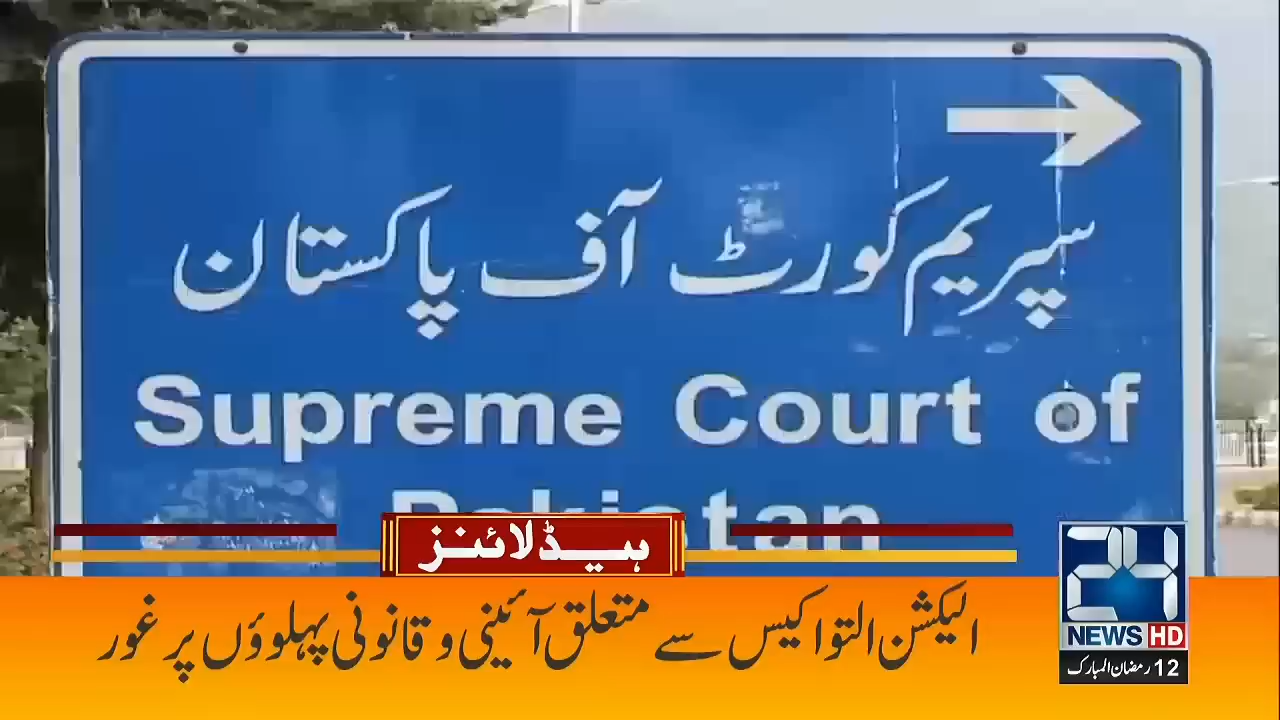 سپریم کورٹ آف پاکستان
Supreme Court of
Pakistan
ہیڈلائنز
الیکشن التوا کیس سے متعلق آئینی و قانونی پہلوؤں پر غور
24
NEWS HD
12 رمضان المبارک